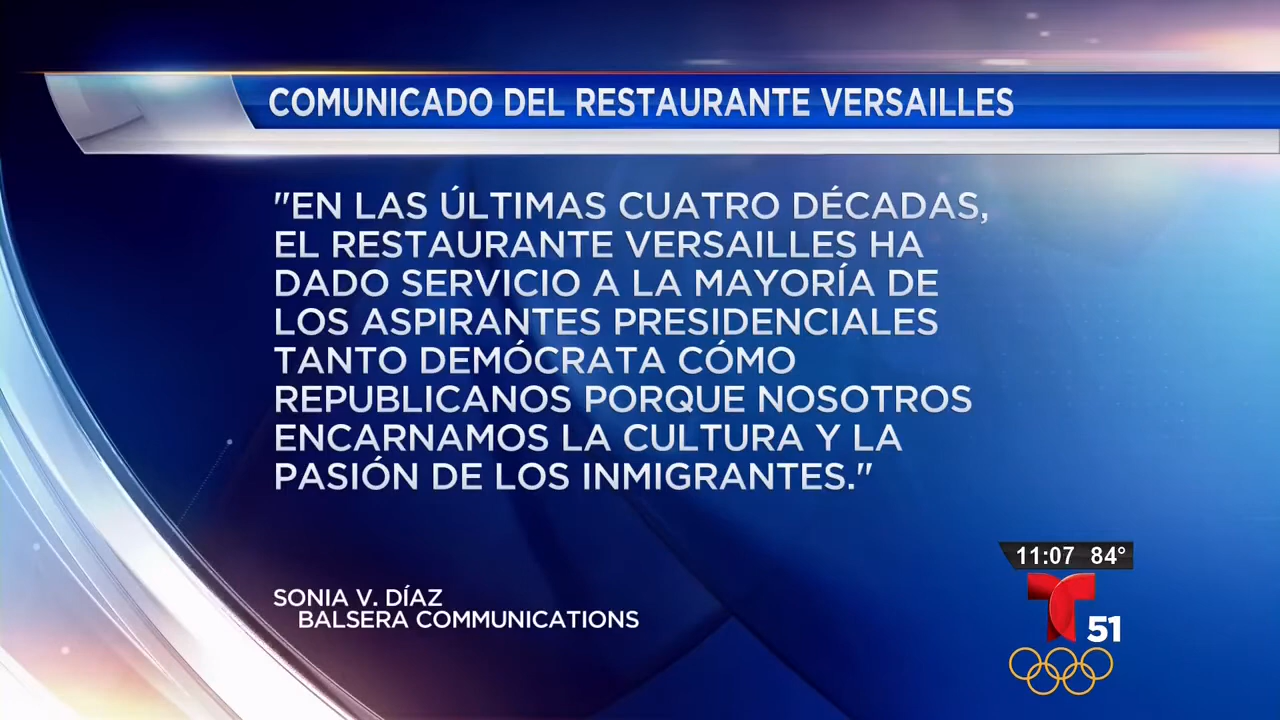 COMUNICADO DEL RESTAURANTE VERSAILLES
"EN LAS ÚLTIMAS CUATRO DÉCADAS,
EL RESTAURANTE VERSAILLES HA
DADO SERVICIO A LA MAYORÍA DE
LOS ASPIRANTES PRESIDENCIALES
TANTO DEMÓCRATA CÓMO
REPUBLICANOS PORQUE NOSOTROS
ENCARNAMOS LA CULTURA Y LA
PASIÓN DE LOS INMIGRANTES."
SONIA V. DÍAZ
BALSERA COMMUNICATIONS
11:07 84°
T 51